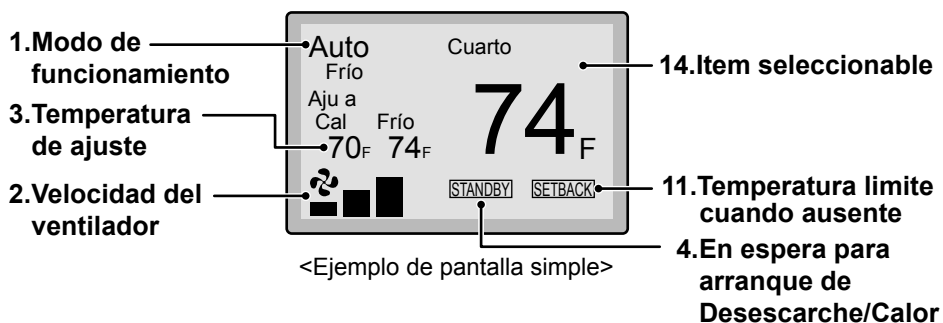 1.Modo de
funcionamiento
3.Temperatura
de ajuste
2.Velocidad del
ventilador
Auto
Frío
Cuarto
Aju a
Cal Frío
70F 74F
74F
STANDBY SETBACK
14.Item seleccionable
11.Temperatura limite
cuando ausente
4.En espera para
arranque de
Desescarche/Calor
<Ejemplo de pantalla simple>